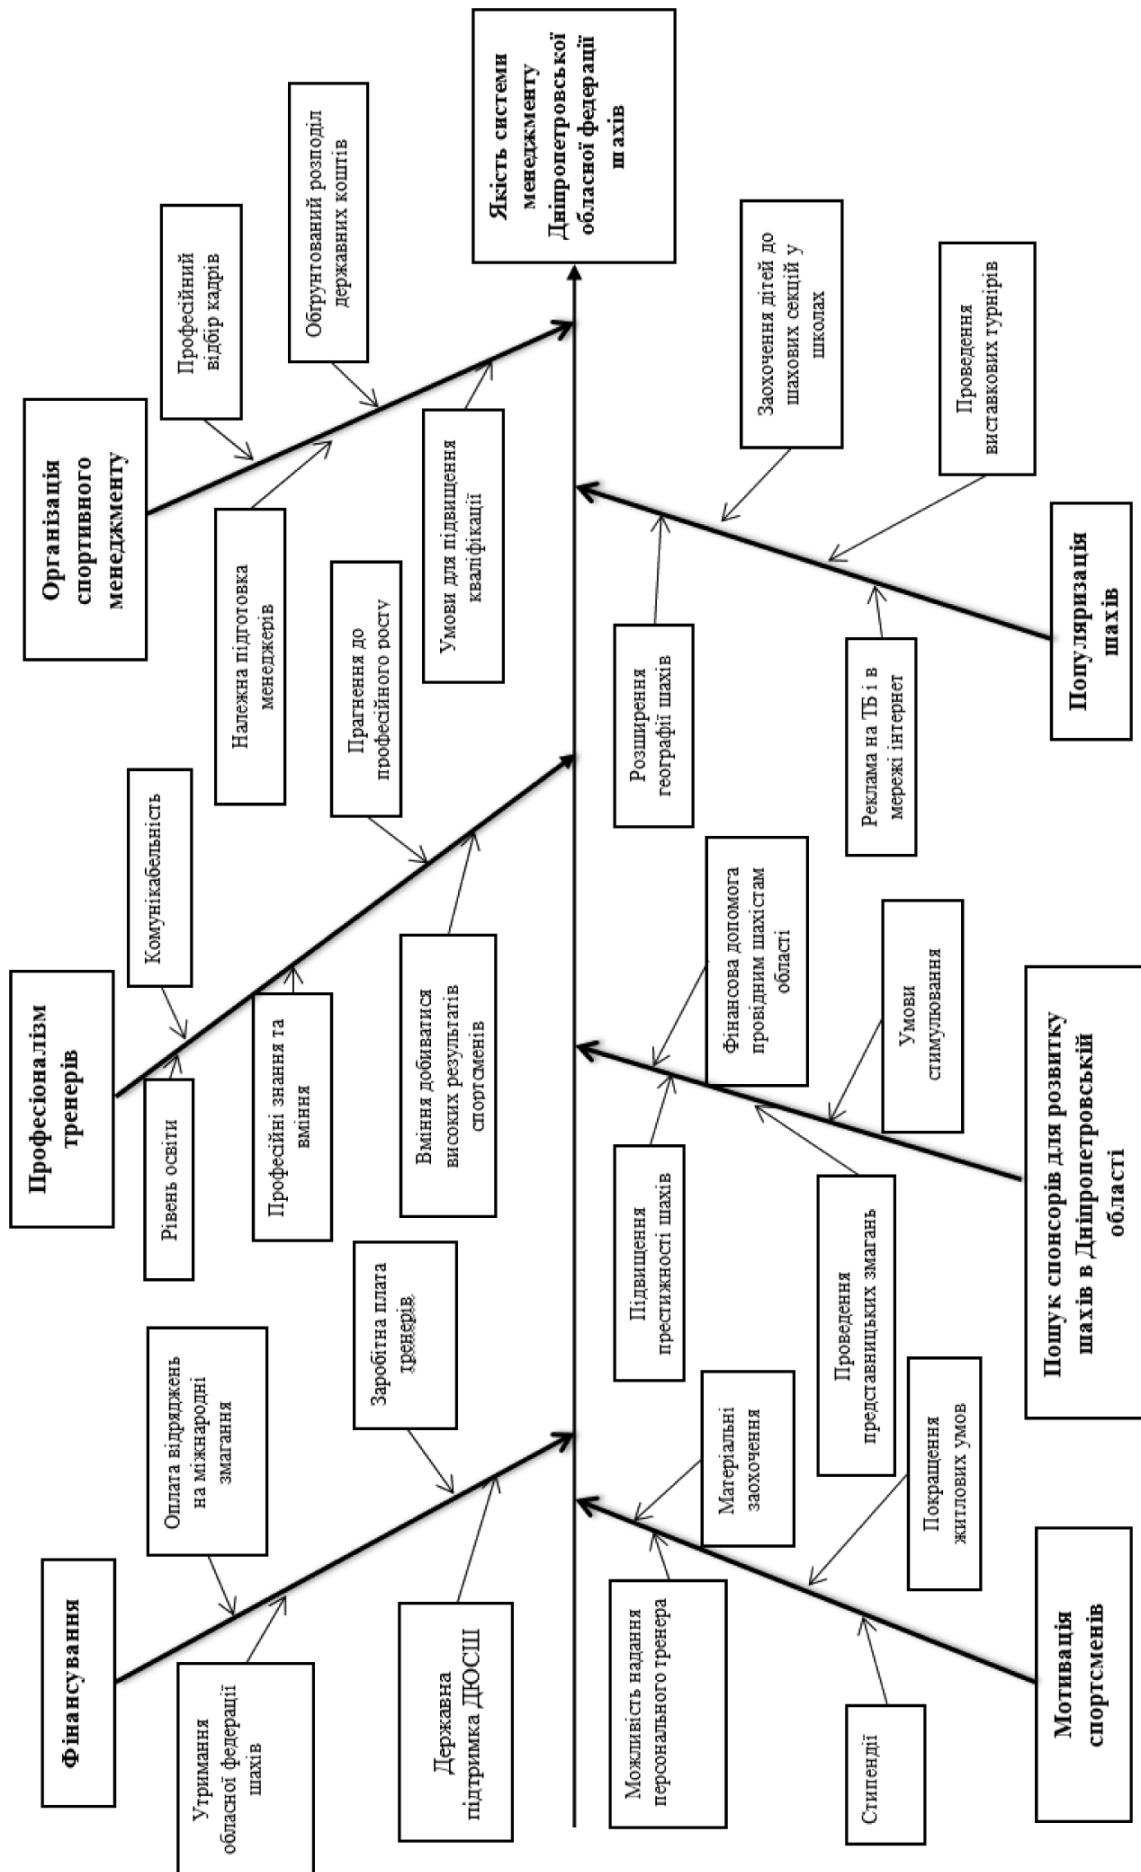 Фінансування
Професіоналізм
тренерів
Організація
спортивного
менеджменту
Оплата відряджень
на міжнародні
змагання
Утримання
обласної федерації
шахів
Заробітна плата
тренерів
Державна
підтримка ДЮСШ
Комунікабельність
Рівень освіти
Професійні знання та
вміння
Прагнення до
професійного росту
Вміння добиватися
високих результатів
спортсменів
Професійний
відбір кадрів
Належна підготовка
менеджерів
Обґрунтований розподіл
державних коштів
Умови для підвищення
кваліфікації
Якість системи
менеджменту
Дніпропетровської
обласної федерації
шахів
Можливість надання
персонального тренера
Матеріальні
заохочення
Стипендії
Покращення
житлових умов
Мотивація
спортсменів
Підвищення
престижності шахів
Фінансова допомога
провідним шахістам
області
Проведення
представницьких змагань
Умови
стимулювання
Пошук спонсорів для розвитку
шахів в Дніпропетровській
області
Розширення
географії шахів
Заохочення дітей до
шахових секцій у
школах
Реклама на ТБ і в
мережі інтернет
Проведення
виставкових турнірів
Популяризація
шахів